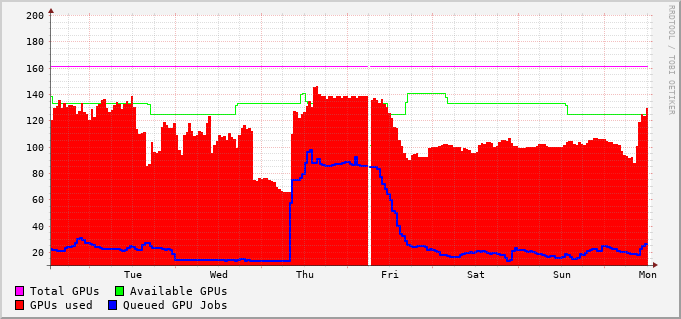 200
180
160
140
120
100
80
60
40
20
Tue Wed Thu Fri Sat Sun Mon
Total GPUs Available GPUs
GPUs used Queued GPU Jobs
RRDTOOL / TOBI OETIKER